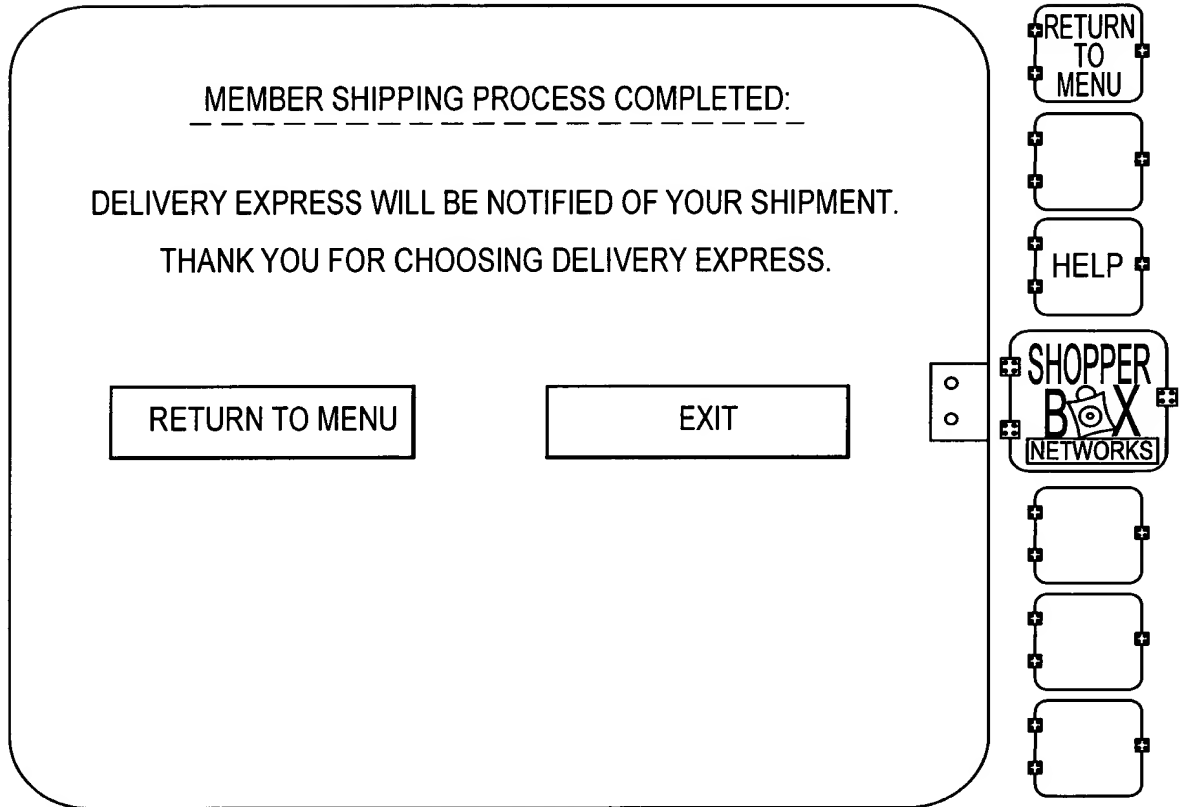 MEMBER SHIPPING PROCESS COMPLETED:
DELIVERY EXPRESS WILL BE NOTIFIED OF YOUR SHIPMENT.
THANK YOU FOR CHOOSING DELIVERY EXPRESS.
RETURN TO MENU
EXIT
RETURN
TO
MENU
HELP
SHOPPER
BOX
NETWORKS